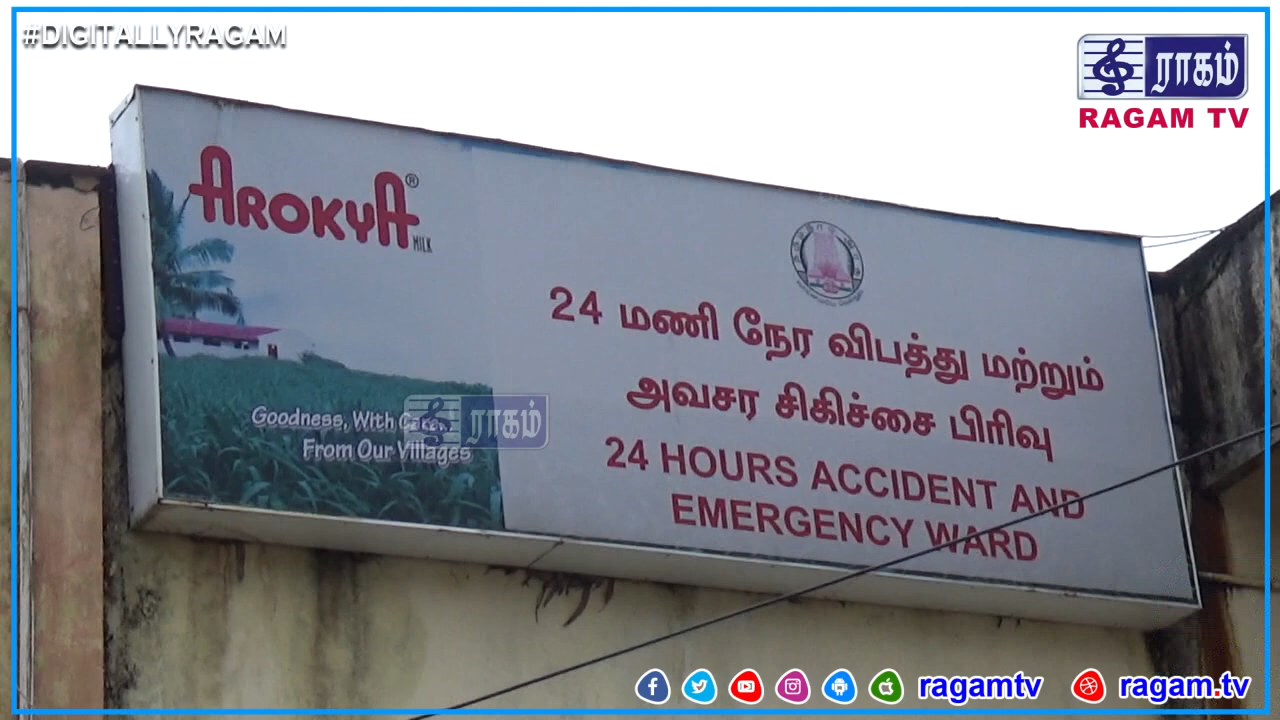 #DIGITALLYRAGAM
ராகம்
RAGAM TV
AROKYA®
MILK
24 மணி நேர விபத்து மற்றும்
அவசர சிகிச்சை பிரிவு
24 HOURS ACCIDENT AND
EMERGENCY WARD
Goodness, With Care
From Our Villages
ராகம்
ragamtv
ragam.tv